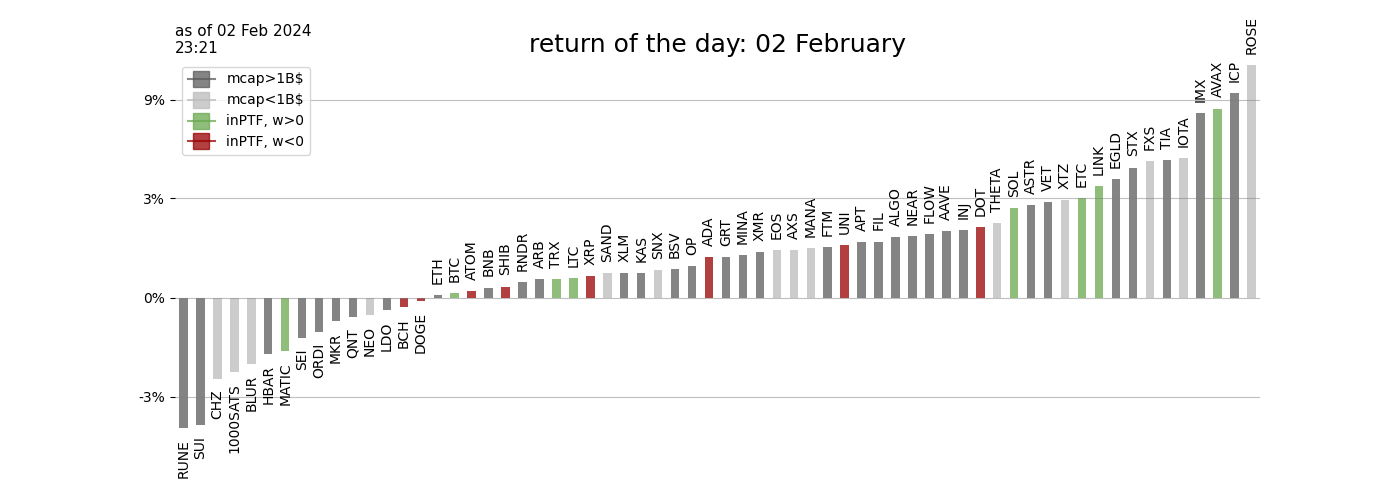 as of 02 Feb 2024
23:21
return of the day: 02 February
mcap>1B$
mcap<1B$
inPTF, w>0
inPTF, w<0
9%
3%
0%
-3%
RUNE
SUI
CHZ
1000SATS
BLUR
HBAR
MATIC
SEI
ORDI
MKR
QNT
NEO
LDO
BCH
DOGE
ETH
BTC
ATOM
BNB
SHIB
RNDR
ARB
TRX
LTC
XRP
SAND
XLM
KAS
SNX
BSV
OP
ADA
GRT
MINA
XMR
EOS
AXS
MANA
FTM
UNI
APT
FIL
ALGO
NEAR
FLOW
AAVE
INJ
DOT
THETA
SOL
ASTR
VET
XTZ
ETC
LINK
EGLD
STX
FXS
TIA
IOTA
IMX
AVAX
ICP
ROSE